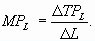 MP_L = ΔTP_L / ΔL.